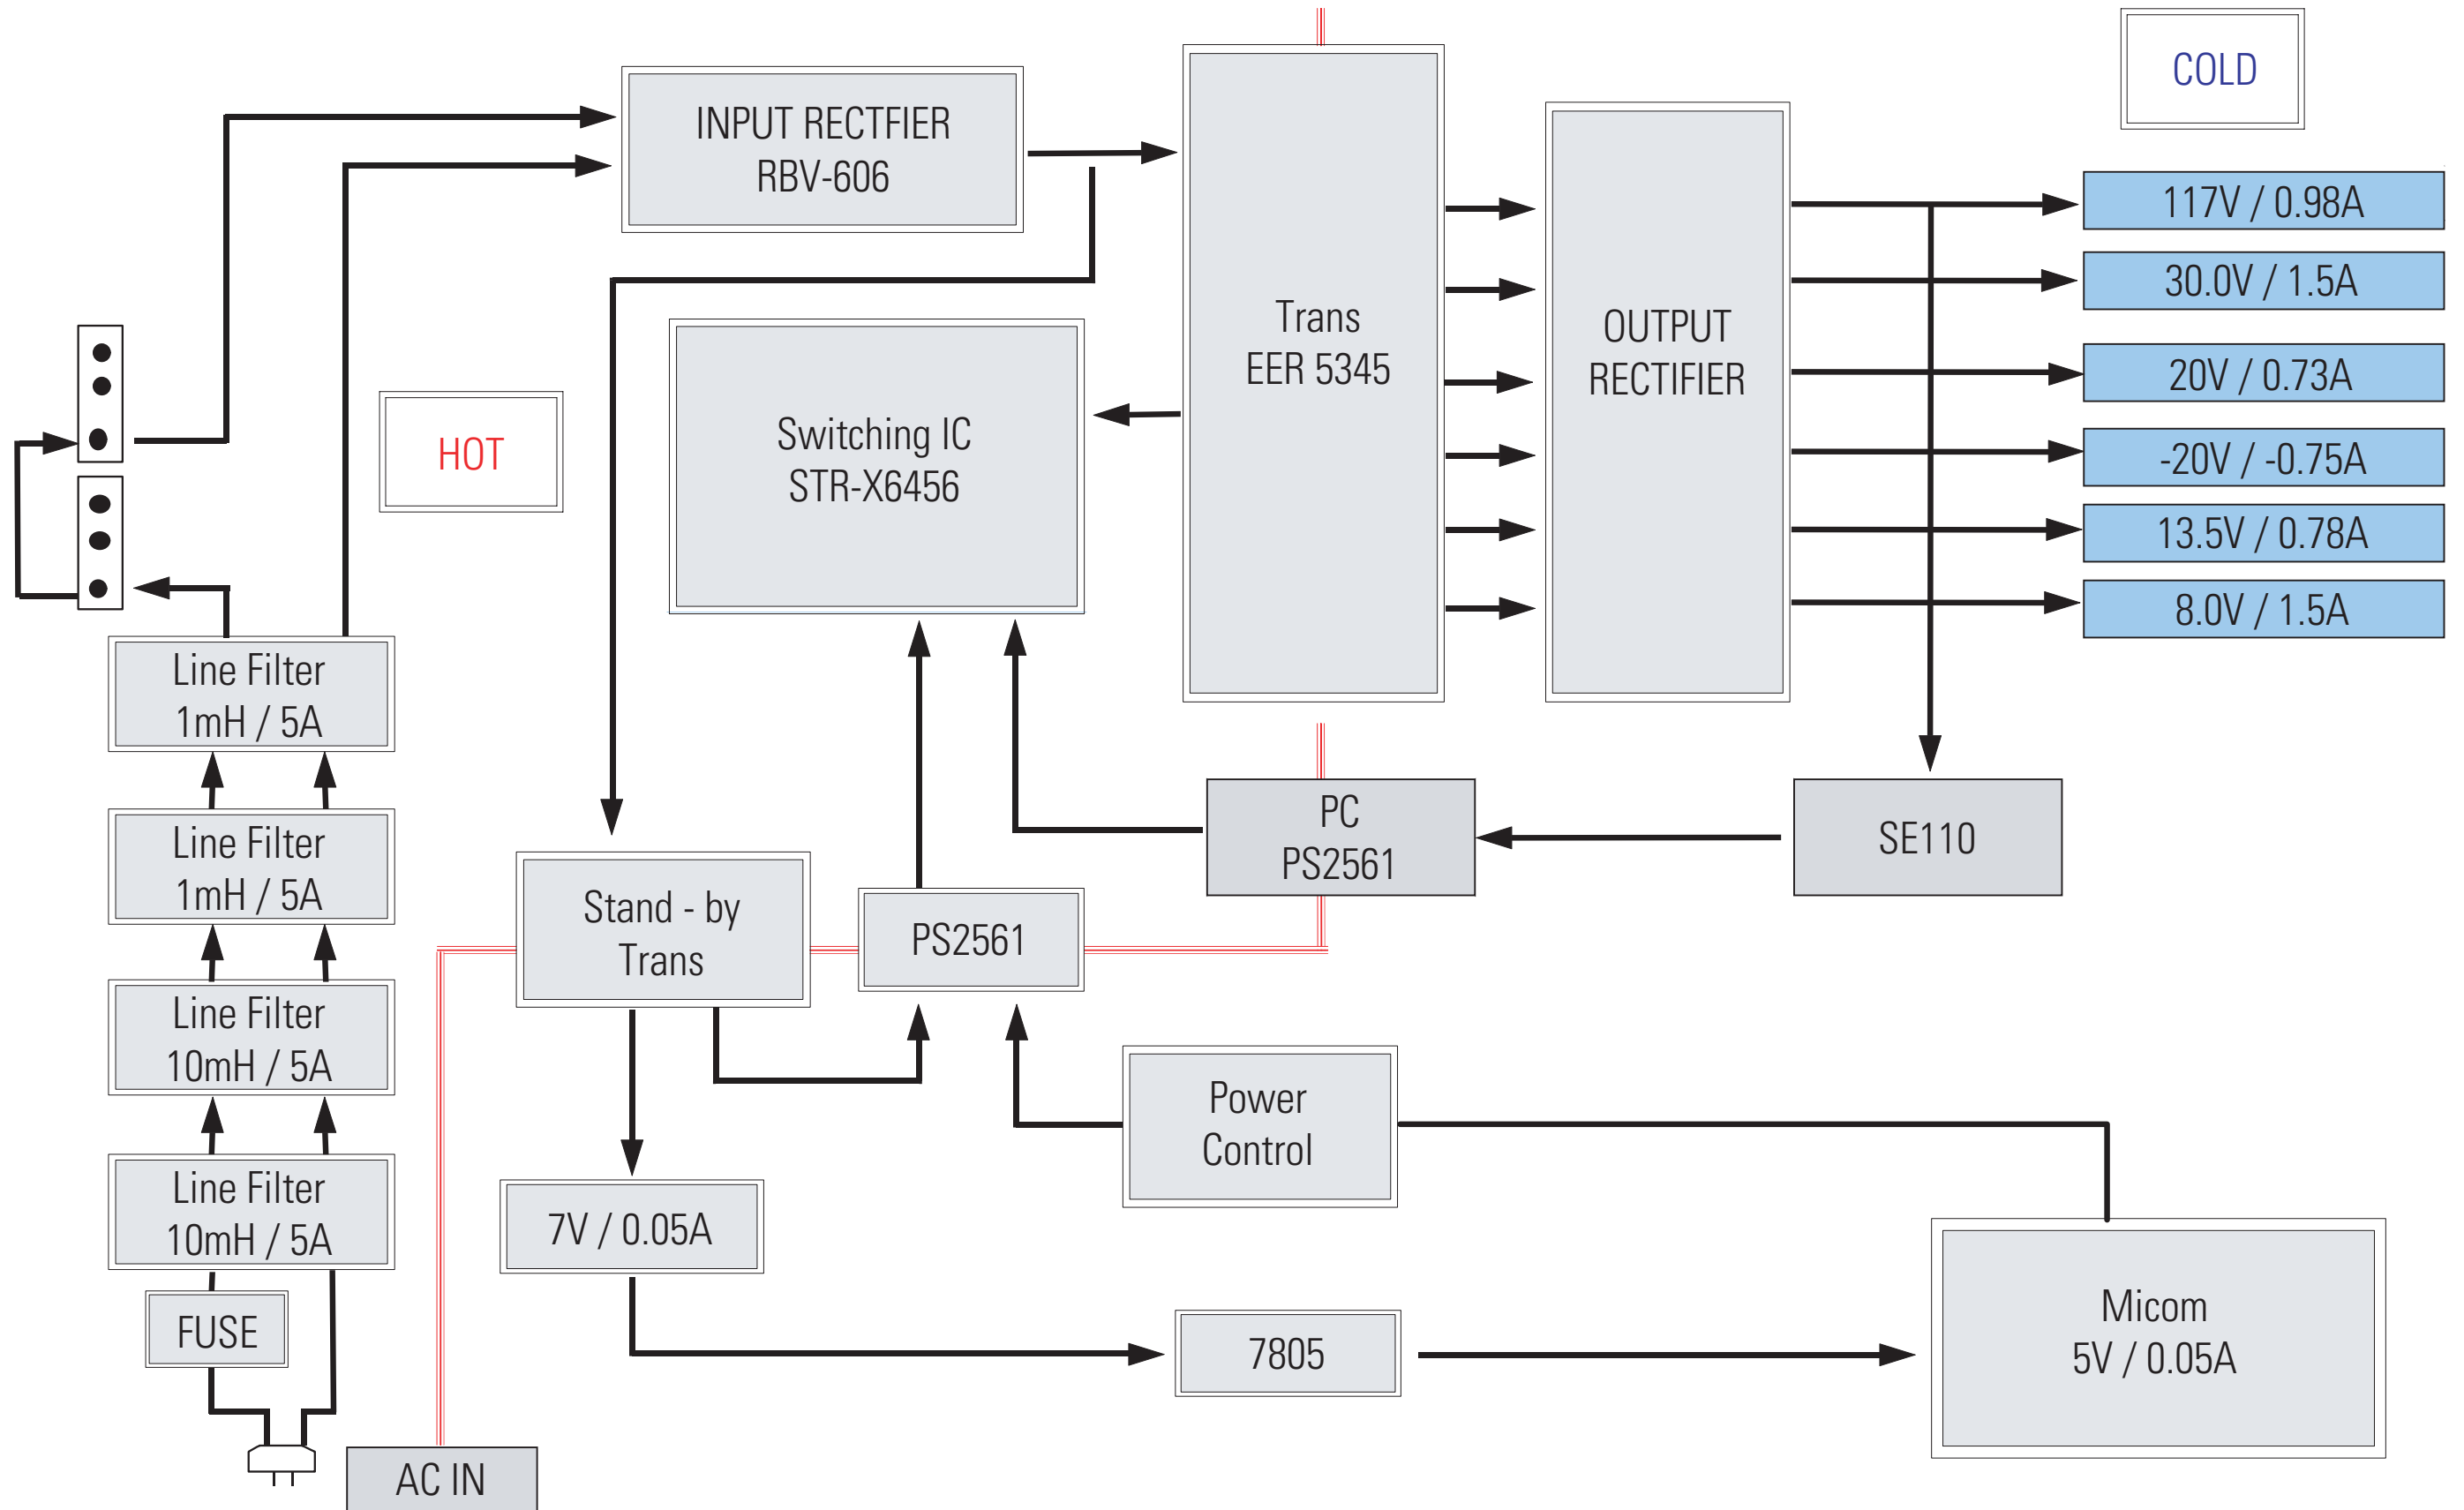 COLD
INPUT RECTFIER
RBV-606
117V / 0.98A
30.0V / 1.5A
20V / 0.73A
-20V / -0.75A
13.5V / 0.78A
8.0V / 1.5A
Trans
EER 5345
OUTPUT
RECTIFIER
HOT
Switching IC
STR-X6456
Line Filter
1mH / 5A
Line Filter
1mH / 5A
Line Filter
10mH / 5A
Line Filter
10mH / 5A
FUSE
AC IN
PC
PS2561
SE110
Stand - by
Trans
PS2561
Power
Control
7V / 0.05A
7805
Micom
5V / 0.05A